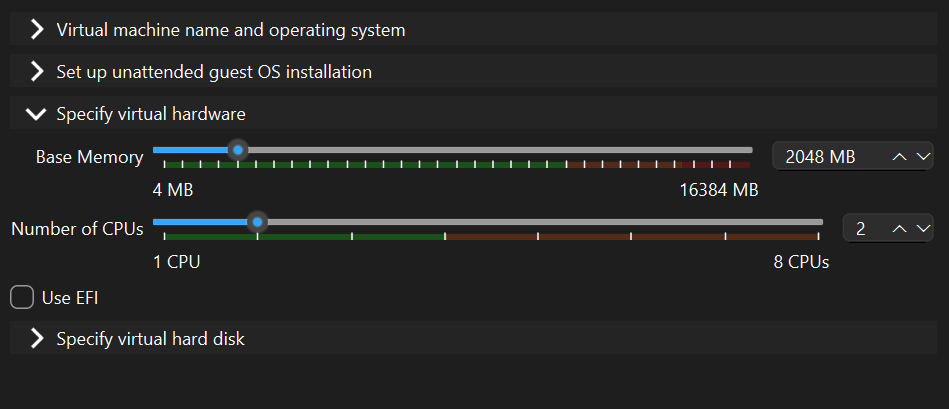 Virtual machine name and operating system
Set up unattended guest OS installation
Specify virtual hardware
Base Memory 2048 MB
4 MB 16384 MB
Number of CPUs 2
1 CPU 8 CPUs
Use EFI
Specify virtual hard disk